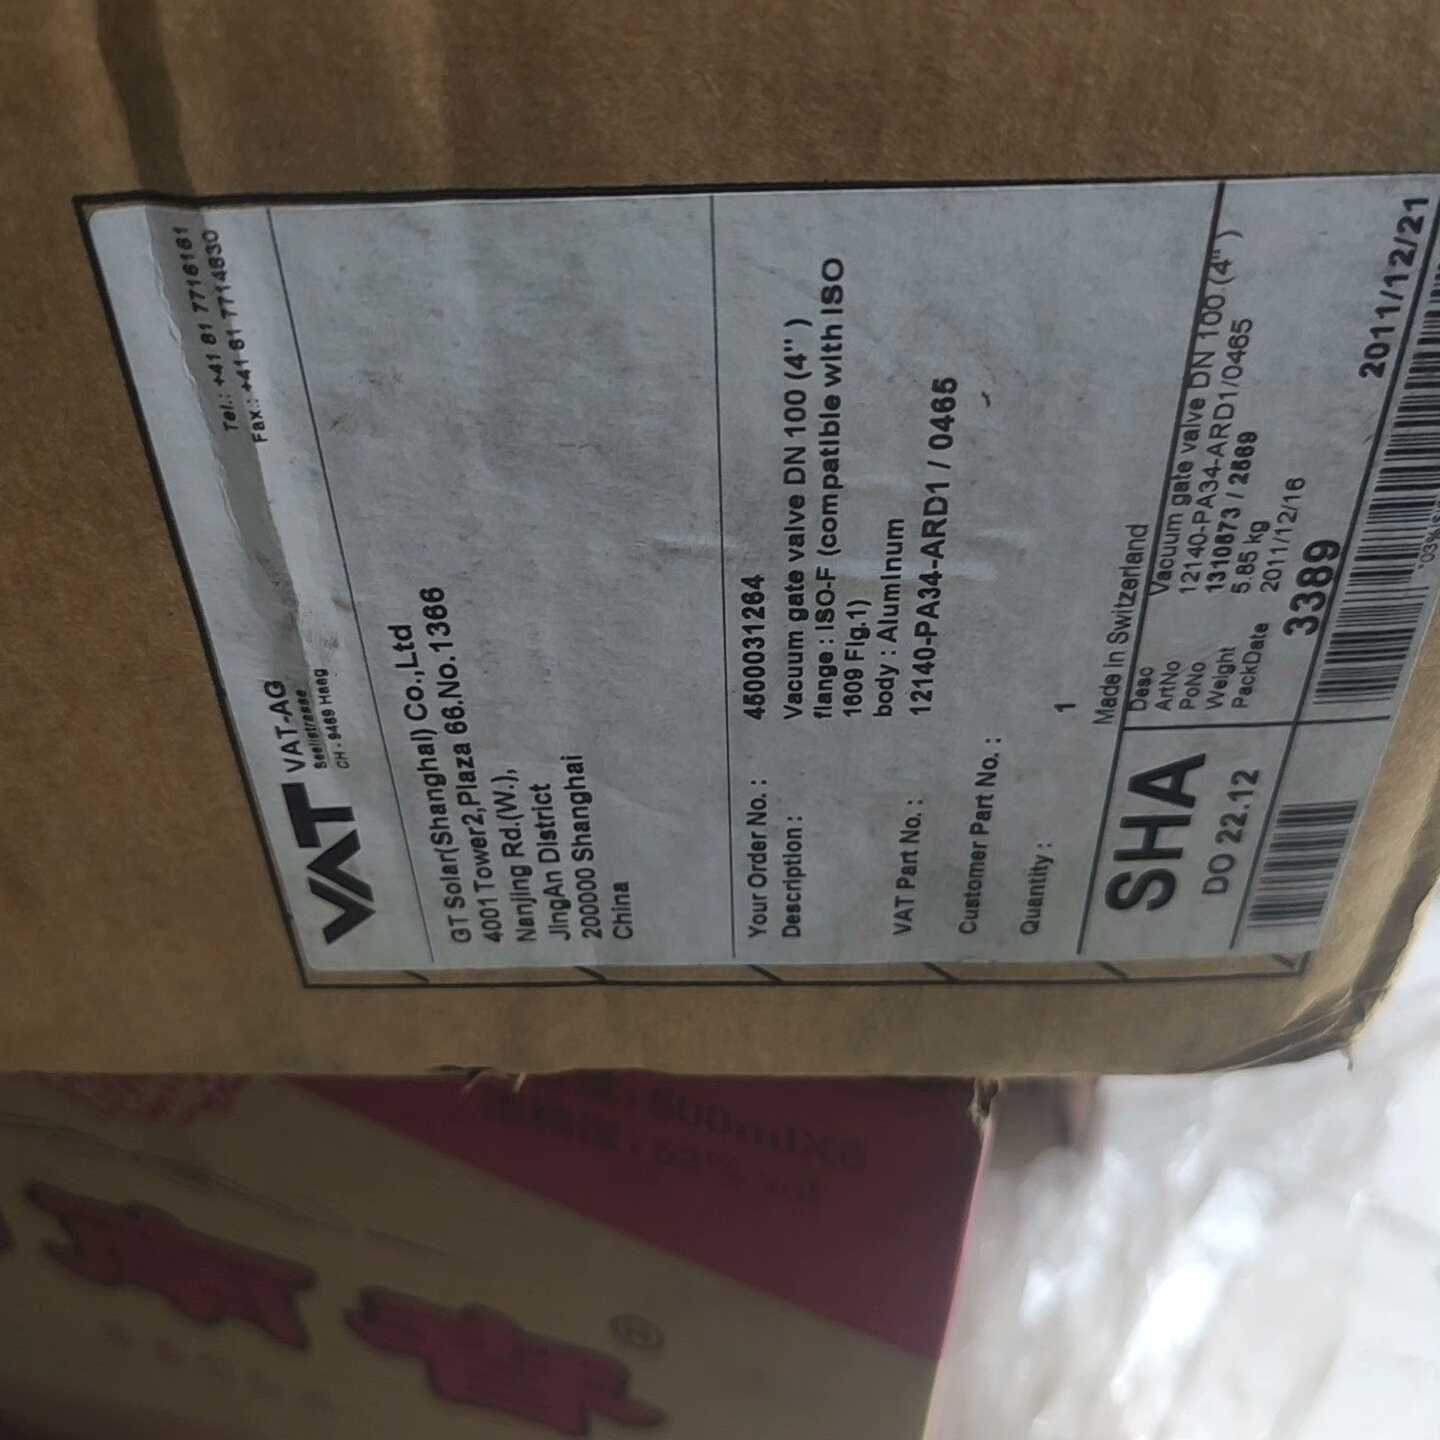 VAT VAT-AG
Seelistrasse
CH - 9469 Haag
Tel.: +41 81 7716161
Fax.: +41 81 7714830
GT Solar(Shanghai) Co.,Ltd
4001 Tower2,Plaza 66.No.1366
Nanjing Rd.(W.),
JingAn District
200000 Shanghai
China
Your Order No. : 4500031264
Description : Vacuum gate valve DN 100 (4" )
flange : ISO-F (compatible with ISO
1609 Fig.1)
body : Aluminum
VAT Part No. : 12140-PA34-ARD1 / 0465
Customer Part No. :
Quantity : 1
Made in Switzerland
SHA
DO 22.12
Desc Vacuum gate valve DN 100 (4" )
ArtNo 12140-PA34-ARD1/0465
PoNo 1310873 / 2669
Weight 5.85 kg
PackDate 2011/12/16
3389
2011/12/21
500mlX6